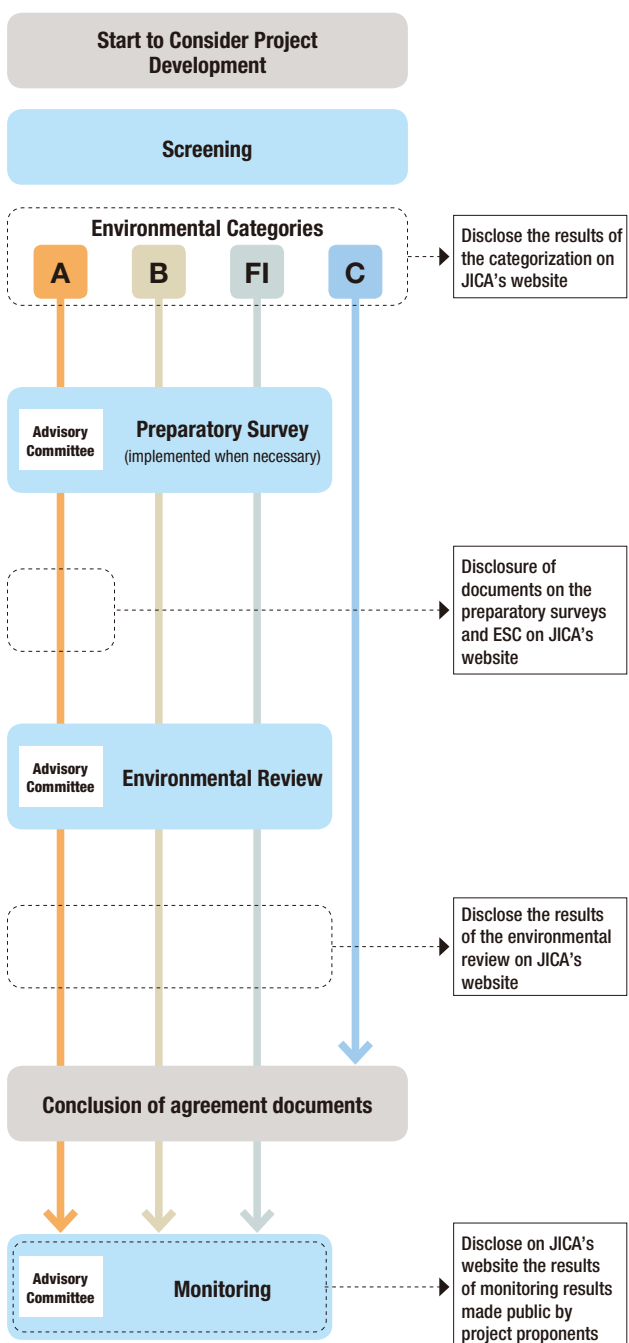 Start to Consider Project
Development
Screening
Environmental Categories
A
B
FI
C
Disclose the results of
the categorization on
JICA's website
Advisory
Committee
Preparatory Survey
(implemented when necessary)
Disclosure of
documents on the
preparatory surveys
and ESC on JICA's
website
Advisory
Committee
Environmental Review
Disclose the results
of the environmental
review on JICA's
website
Conclusion of agreement documents
Advisory
Committee
Monitoring
Disclose on JICA's
website the results
of monitoring results
made public by
project proponents